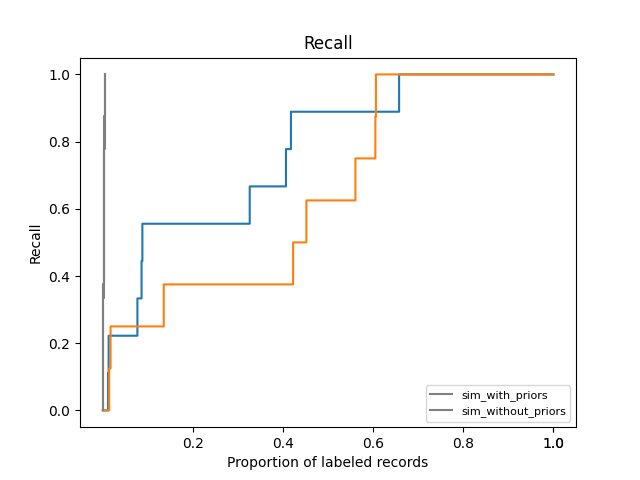 Recall
1.0
0.8
0.6
0.4
0.2
0.0
Recall
sim_with_priors
sim_without_priors
0.2 0.4 0.6 0.8 1.0 1.0
Proportion of labeled records